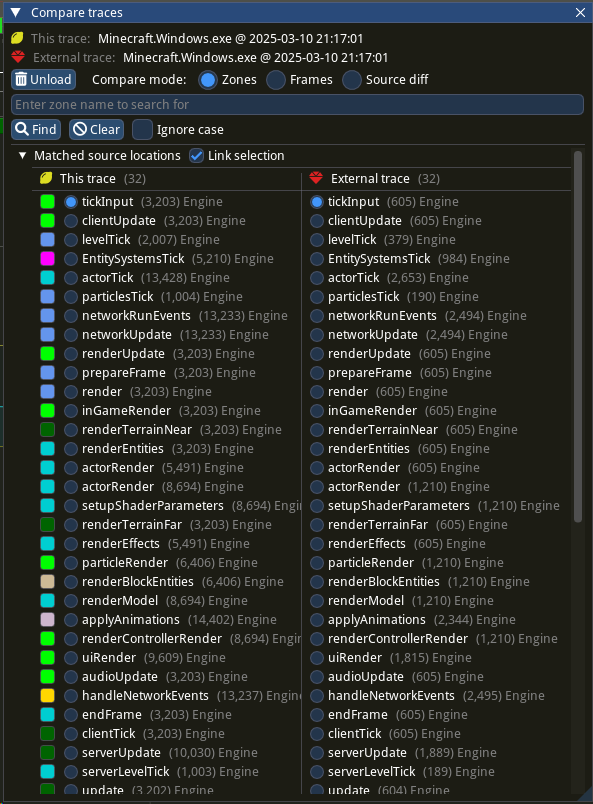 Compare traces
This trace: Minecraft.Windows.exe @ 2025-03-10 21:17:01
External trace: Minecraft.Windows.exe @ 2025-03-10 21:17:01
Unload Compare mode: Zones Frames Source diff
Enter zone name to search for
Find Clear Ignore case
Matched source locations Link selection
This trace (32) External trace (32)
tickInput (3,203) Engine tickInput (605) Engine
clientUpdate (3,203) Engine clientUpdate (605) Engine
levelTick (2,007) Engine levelTick (379) Engine
EntitySystemsTick (5,210) Engine EntitySystemsTick (984) Engine
actorTick (13,428) Engine actorTick (2,653) Engine
particlesTick (1,004) Engine particlesTick (190) Engine
networkRunEvents (13,233) Engine networkRunEvents (2,494) Engine
networkUpdate (13,233) Engine networkUpdate (2,494) Engine
renderUpdate (3,203) Engine renderUpdate (605) Engine
prepareFrame (3,203) Engine prepareFrame (605) Engine
render (3,203) Engine render (605) Engine
inGameRender (3,203) Engine inGameRender (605) Engine
renderTerrainNear (3,203) Engine renderTerrainNear (605) Engine
renderEntities (3,203) Engine renderEntities (605) Engine
actorRender (5,491) Engine actorRender (605) Engine
actorRender (8,694) Engine actorRender (1,210) Engine
setupShaderParameters (8,694) Engi setupShaderParameters (1,210) Engine
renderTerrainFar (3,203) Engine renderTerrainFar (605) Engine
renderEffects (5,491) Engine renderEffects (605) Engine
particleRender (6,406) Engine particleRender (1,210) Engine
renderBlockEntities (6,406) Engine renderBlockEntities (1,210) Engine
renderModel (8,694) Engine renderModel (1,210) Engine
applyAnimations (14,402) Engine applyAnimations (2,344) Engine
renderControllerRender (8,694) Engin renderControllerRender (1,210) Engine
uiRender (9,609) Engine uiRender (1,815) Engine
audioUpdate (3,203) Engine audioUpdate (605) Engine
handleNetworkEvents (13,237) Engine handleNetworkEvents (2,495) Engine
endFrame (3,203) Engine endFrame (605) Engine
clientTick (3,203) Engine clientTick (605) Engine
serverUpdate (10,030) Engine serverUpdate (1,889) Engine
serverLevelTick (1,003) Engine serverLevelTick (189) Engine
update (3,202) Engine update (604) Engine